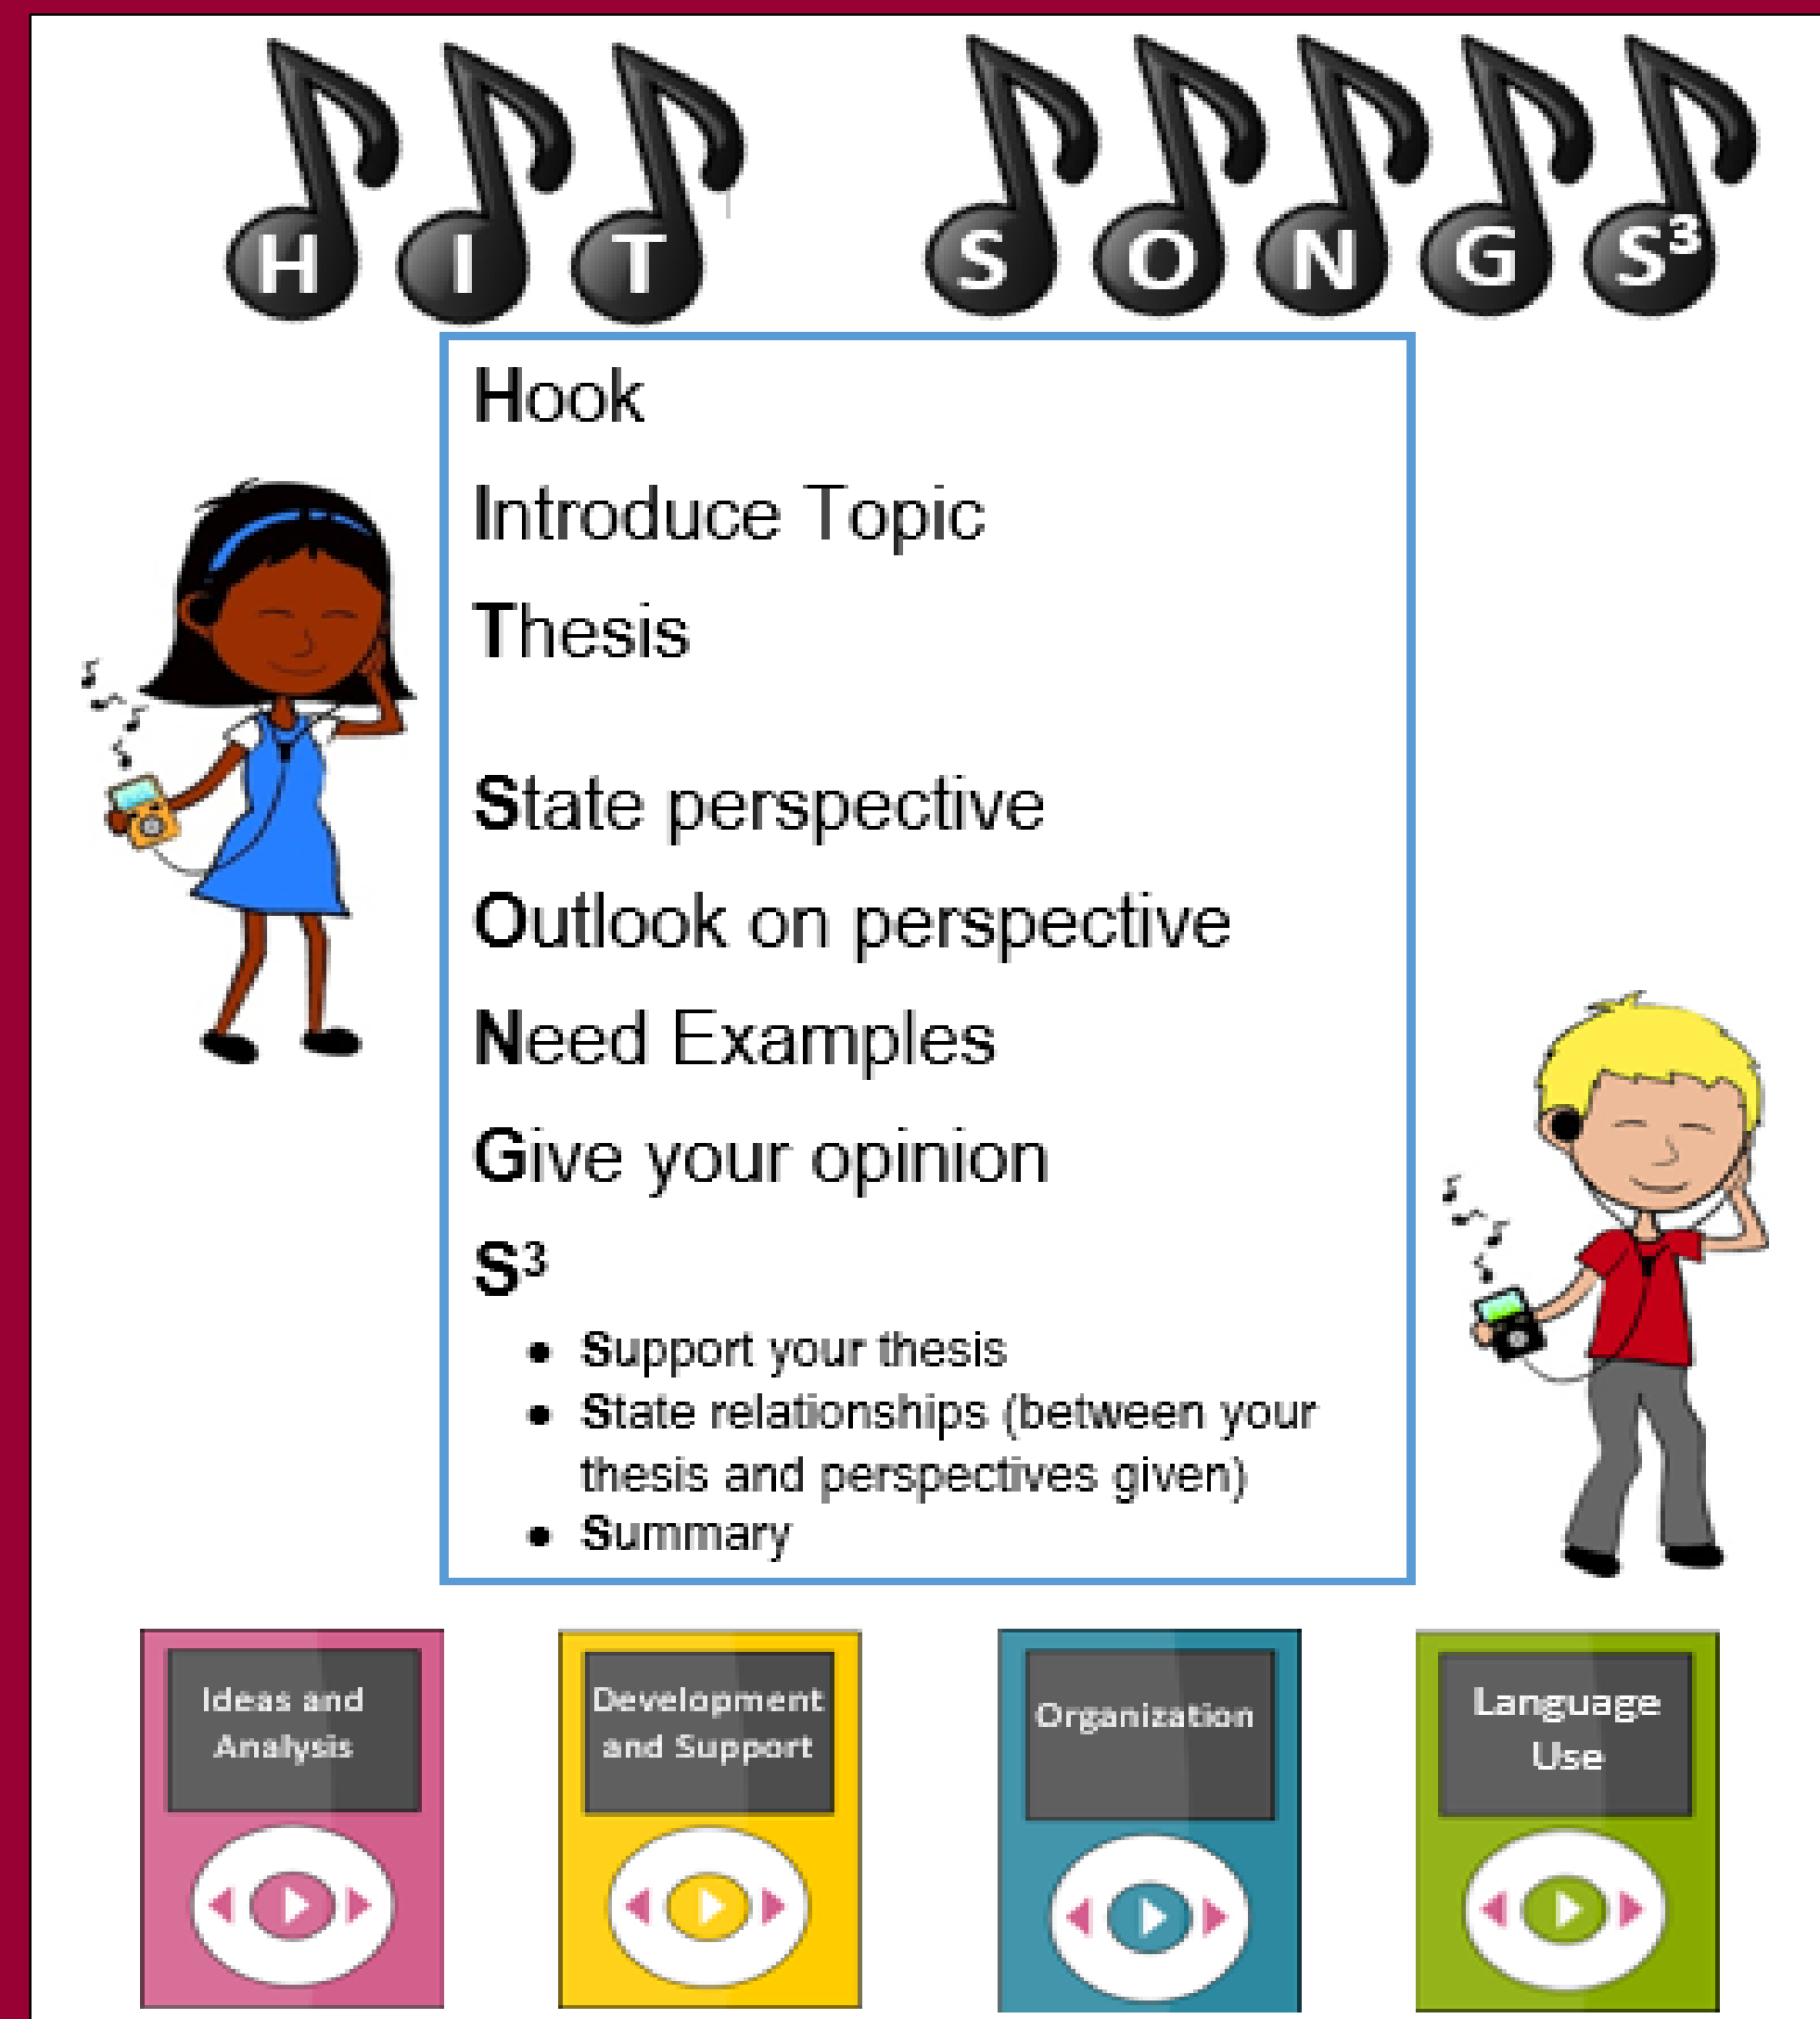 H I T S O N G S³
Hook
Introduce Topic
Thesis
State perspective
Outlook on perspective
Need Examples
Give your opinion
S³
• Support your thesis
• State relationships (between your
thesis and perspectives given)
• Summary
Ideas and
Analysis
Development
and Support
Organization
Language
Use